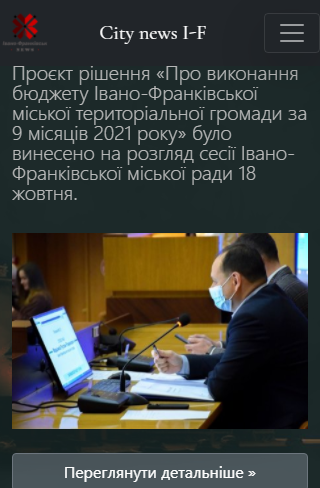 City news I-F
Проєкт рішення «Про виконання
бюджету Івано-Франківської
міської територіальної громади за
9 місяців 2021 року» було
винесено на розгляд сесії Івано-
Франківської міської ради 18
жовтня.
Переглянути детальніше »